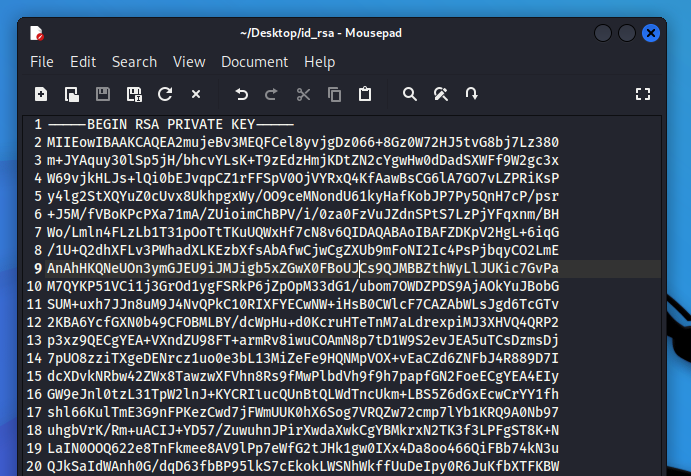 ~/Desktop/id_rsa - Mousepad
File Edit Search View Document Help
1 -----BEGIN RSA PRIVATE KEY-----
2 MIIEowIBAAKCAQEA2mujeBv3MEQFCel8yvjgDz066+8Gz0W72HJ5tvG8bj7Lz380
3 m+JYAquy30lSp5jH/bhcvYLsK+T9zEdzHmjKDtZN2cYgwHw0dDadSXWFf9W2gc3x
4 W69vjkHLJs+lQi0bEJvqpCZ1rFFSpV0OjVYRxQ4KfAawBsCG6lA7GO7vLZPRiKsP
5 y4lg2StXQYuZ0cUvx8UkhpgxWy/OO9ceMNondU61kyHafKobJP7Py5QnH7cP/psr
6 +J5M/fVBoKPcPXa71mA/ZUioimChBPV/i/0za0FzVuJZdnSPtS7LzPjYFqxnm/BH
7 Wo/Lmln4FLzLb1T31pOoTtTKuUQWxHf7cN8v6QIDAQABAoIBAFZDKpV2HgL+6iqG
8 /1U+Q2dhXFLv3PWhadXLKEzbXfsAbAfwCjwCgZXUb9mFoNI2Ic4PsPjbqyCO2LmE
9 AnAhHKQNeUOn3ymGJEU9iJMJigb5xZGwX0FBoUJCs9QJMBBZthWyLlJUKic7GvPa
10 M7QYKP51VCi1j3GrOd1ygFSRkP6jZpOpM33dG1/ubom7OWDZPDS9AjAOkYuJBobG
11 SUM+uxh7JJn8uM9J4NvQPkC10RIXFYECwNW+iHsB0CWlcF7CAZAbWLsJgd6TcGTv
12 2KBA6YcfGXN0b49CFOBMLBY/dcWpHu+d0KcruHTeTnM7aLdrexpiMJ3XHVQ4QRP2
13 p3xz9QECgYEA+VXndZU98FT+armRv8iwuCOAmN8p7tD1W9S2evJEA5uTCsDzmsDj
14 7pUO8zziTXgeDENrcz1uo0e3bL13MiZeFe9HQNMpVOX+vEaCZd6ZNFbJ4R889D7I
15 dcXDvkNRbw42ZWx8TawzwXFVhn8Rs9fMwPlbdVh9f9h7papfGN2FoeECgYEA4EIy
16 GW9eJnl0tzL31TpW2lnJ+KYCRIlucQUnBtQLWdTncUkm+LBS5Z6dGxEcwCrYY1fh
17 shl66KulTmE3G9nFPKezCwd7jFWmUUK0hX6Sog7VRQZw72cmp7lYb1KRQ9A0Nb97
18 uhgbVrK/Rm+uACIJ+YD57/ZuwuhnJPirXwdaXwkCgYBMkrxN2TK3f3LPFgST8K+N
19 LaIN0OOQ622e8TnFkmee8AV9lPp7eWfG2tJHk1gw0IXx4Da8oo466QiFBb74kN3u
20 QJkSaIdWAnh0G/dqD63fbBP95lkS7cEkokLWSNhWkffUuDeIpy0R6JuKfbXTFKBW